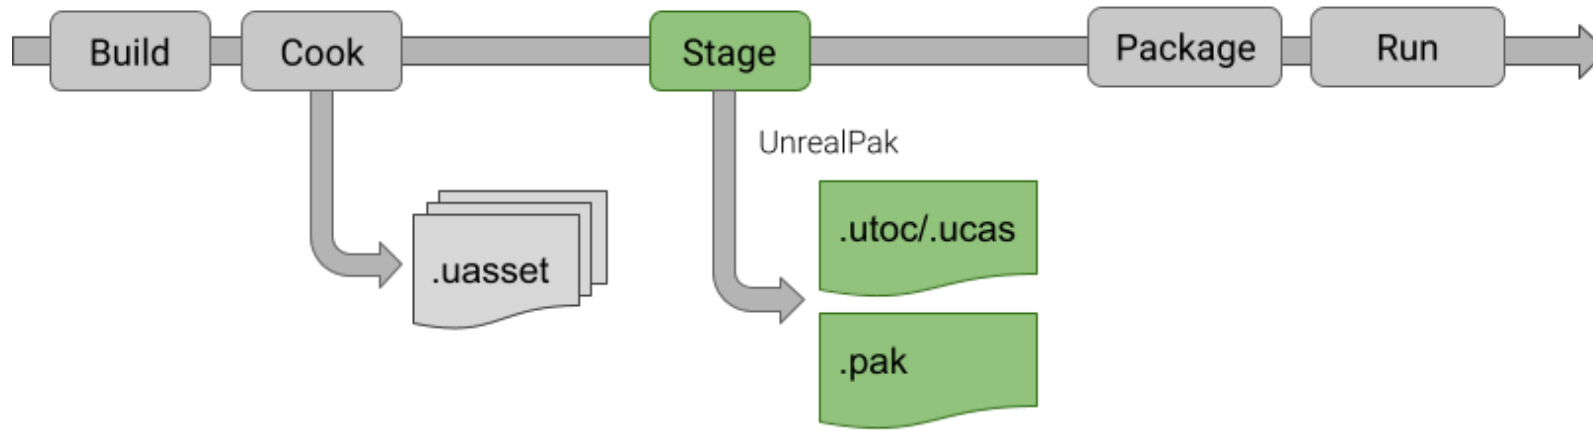 Build
Cook
Stage
Package
Run
UnrealPak
.uasset
.utoc/.ucas
.pak